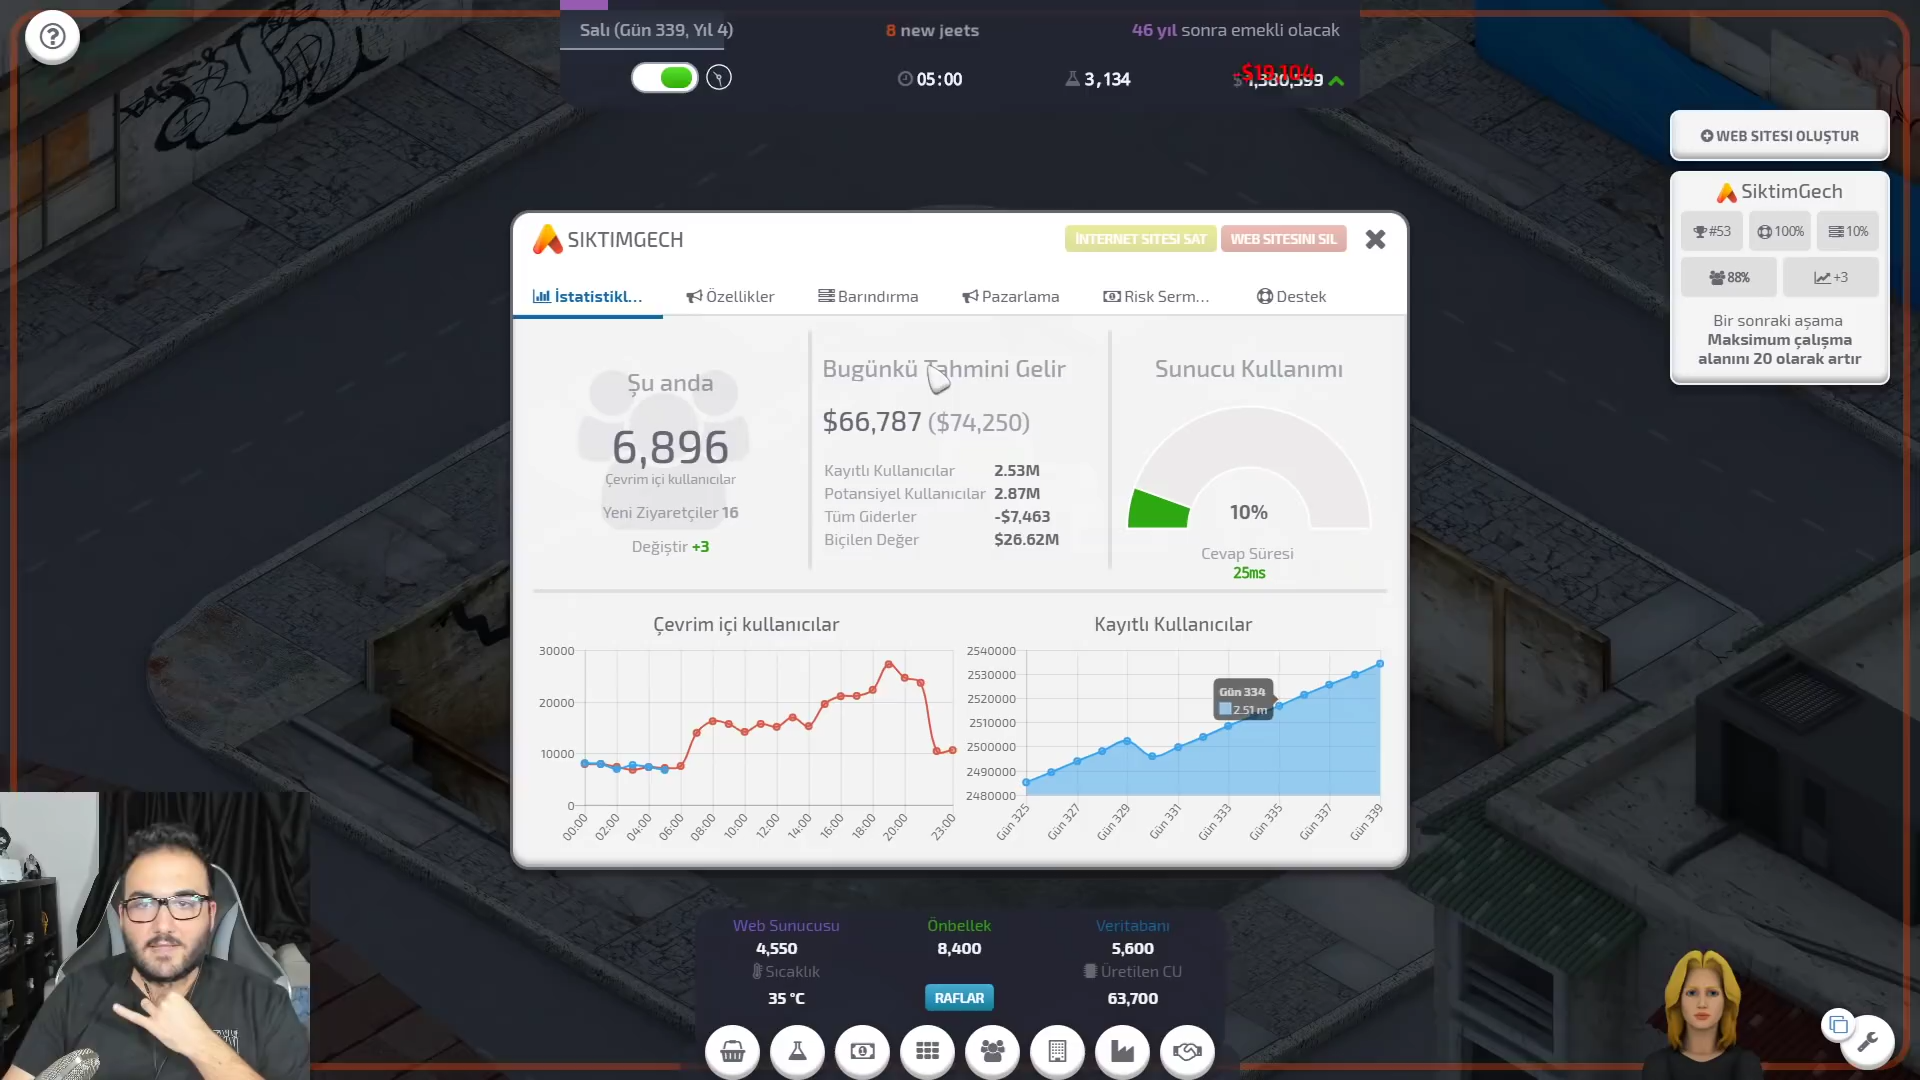 Salı (Gün 339, Yıl 4)
8 new jeets
46 yıl sonra emekli olacak
05:00
3,134
-$19,104
WEB SITESI OLUŞTUR
SiktimGech
#53
100%
10%
88%
+3
Bir sonraki aşama
Maksimum çalışma
alanını 20 olarak artır
SIKTIMGECH
İNTERNET SITESI SAT
WEB SITESINI SIL
İstatistikl...
Özellikler
Barındırma
Pazarlama
Risk Serm...
Destek
Şu anda
6,896
Çevrim içi kullanıcılar
Yeni Ziyaretçiler 16
Değiştir +3
Bugünkü Tahmini Gelir
$66,787 ($74,250)
Kayıtlı Kullanıcılar 2.53M
Potansiyel Kullanıcılar 2.87M
Tüm Giderler -$7,463
Biçilen Değer $26.62M
Sunucu Kullanımı
10%
Cevap Süresi
25ms
Çevrim içi kullanıcılar
30000
20000
10000
0
00:00
02:00
04:00
06:00
08:00
10:00
12:00
14:00
16:00
18:00
20:00
23:00
Kayıtlı Kullanıcılar
2540000
2530000
2520000
2510000
2500000
2490000
2480000
Gün 334
2.51 m
Gün 325
Gün 327
Gün 329
Gün 331
Gün 333
Gün 335
Gün 337
Gün 339
Web Sunucusu
4,550
Önbellek
8,400
Veritabanı
5,600
Sıcaklık
35 °C
RAFLAR
Üretilen CU
63,700